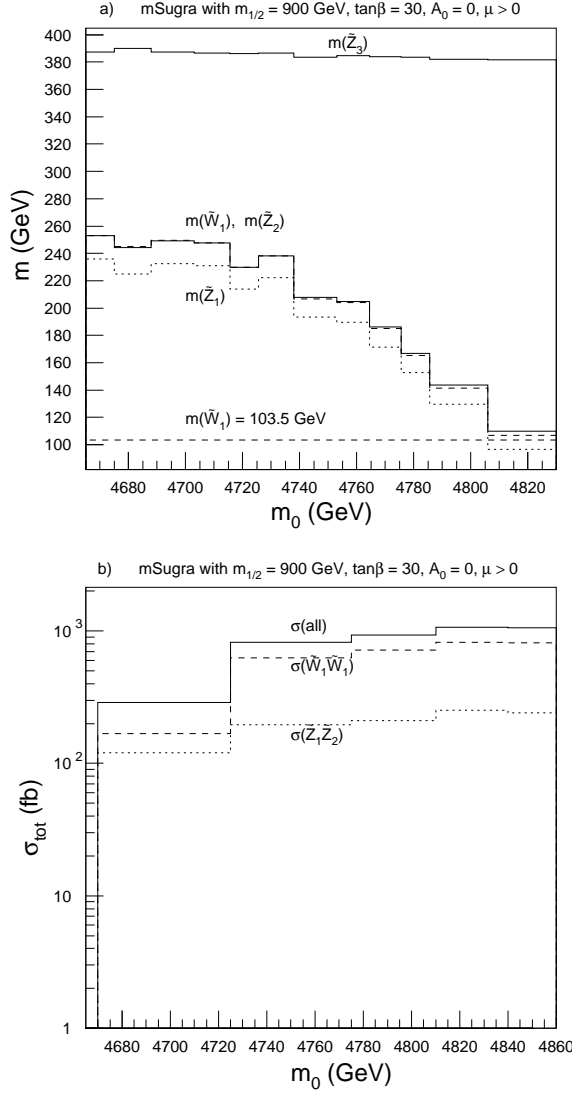 a) mSugra with m1/2 = 900 GeV, tanβ = 30, A0 = 0, μ > 0
m (GeV)
400
380
360
340
320
300
280
260
240
220
200
180
160
140
120
100
m(Z̃3)
m(W̃1), m(Z̃2)
m(Z̃1)
m(W̃1) = 103.5 GeV
4680 4700 4720 4740 4760 4780 4800 4820
m0 (GeV)
b) mSugra with m1/2 = 900 GeV, tanβ = 30, A0 = 0, μ > 0
σtot (fb)
10^3
10^2
10
1
σ(all)
σ(W̃1W̃1)
σ(Z̃1Z̃2)
4680 4700 4720 4740 4760 4780 4800 4820 4840 4860
m0 (GeV)